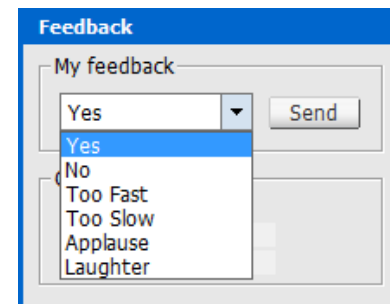 Feedback
My feedback
Yes Send
Yes
No
Too Fast
Too Slow
Applause
Laughter